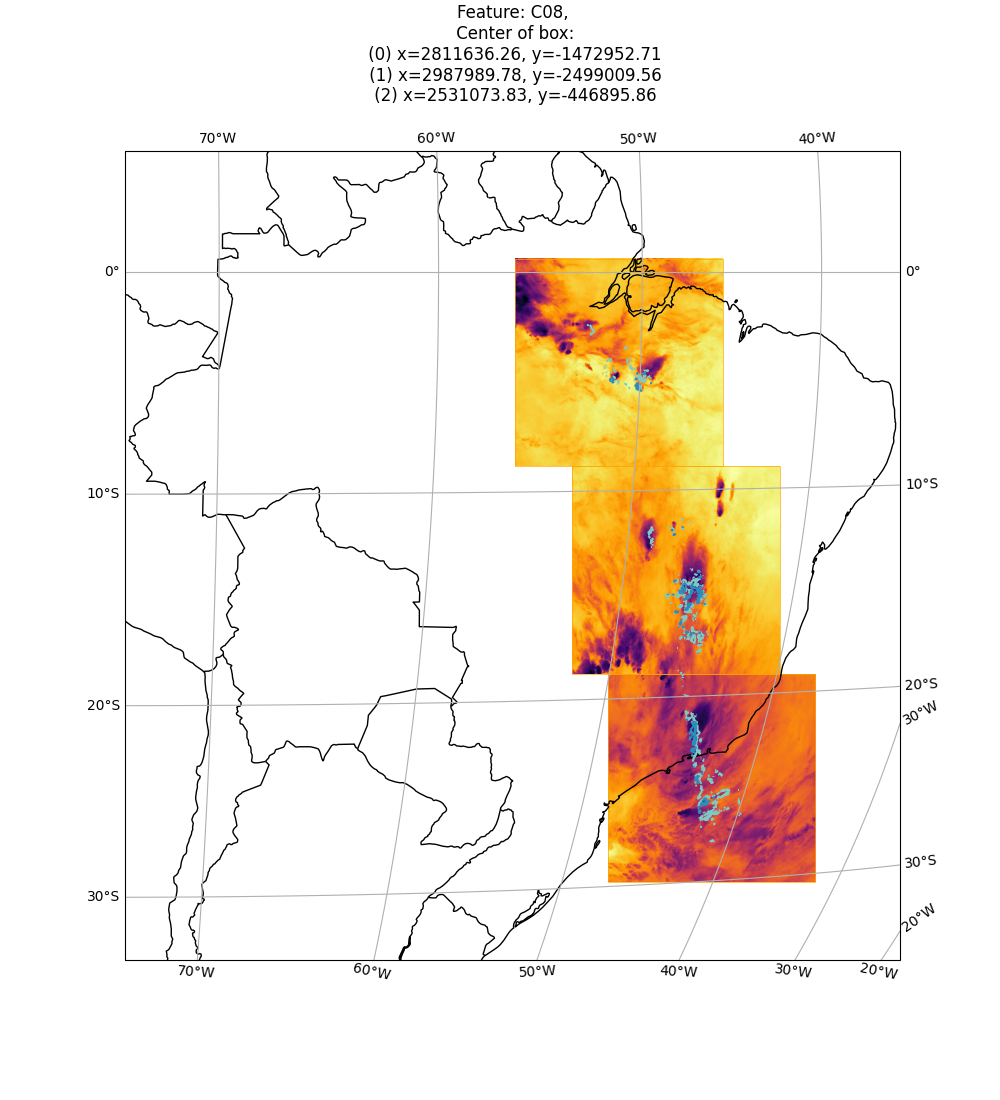 Feature: C08,
Center of box:
(0) x=2811636.26, y=-1472952.71
(1) x=2987989.78, y=-2499009.56
(2) x=2531073.83, y=-446895.86
70°W 60°W 50°W 40°W
0° 0°
10°S 10°S
20°S 20°S
30°W
30°S 30°S
20°W
70°W 60°W 50°W 40°W 30°W 20°W